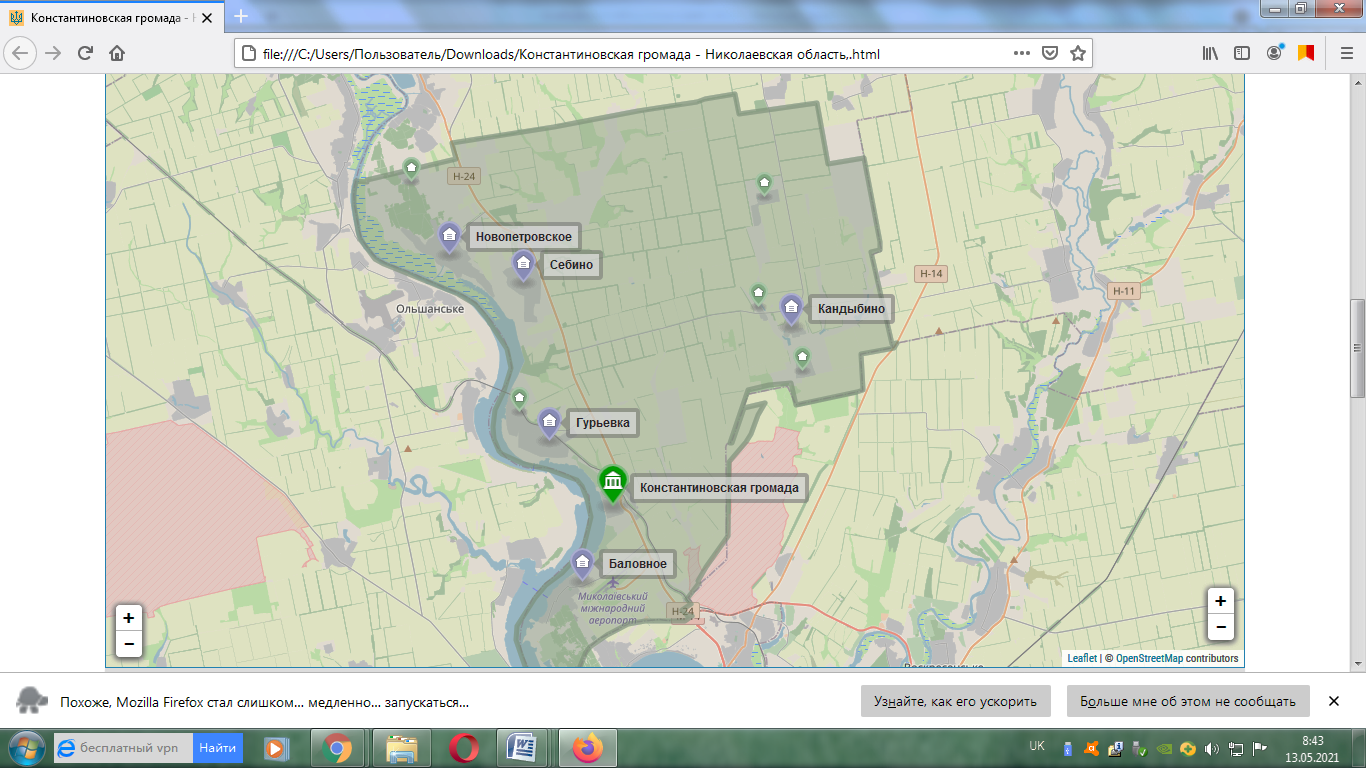 Константиновская громада - Н
file:///C:/Users/Пользователь/Downloads/Константиновская громада - Николаевская область,.html
Н-24
Новопетровское
Себино
Н-14
Н-11
Ольшанське
Кандыбино
Гурьевка
Константиновская громада
Баловное
Миколаївський
міжнародний
аеропорт
Н-24
+
−
+
−
Leaflet | © OpenStreetMap contributors
Похоже, Mozilla Firefox стал слишком... медленно... запускаться...
Узнайте, как его ускорить
Больше мне об этом не сообщать
бесплатный vpn
Найти
UK
8:43
13.05.2021